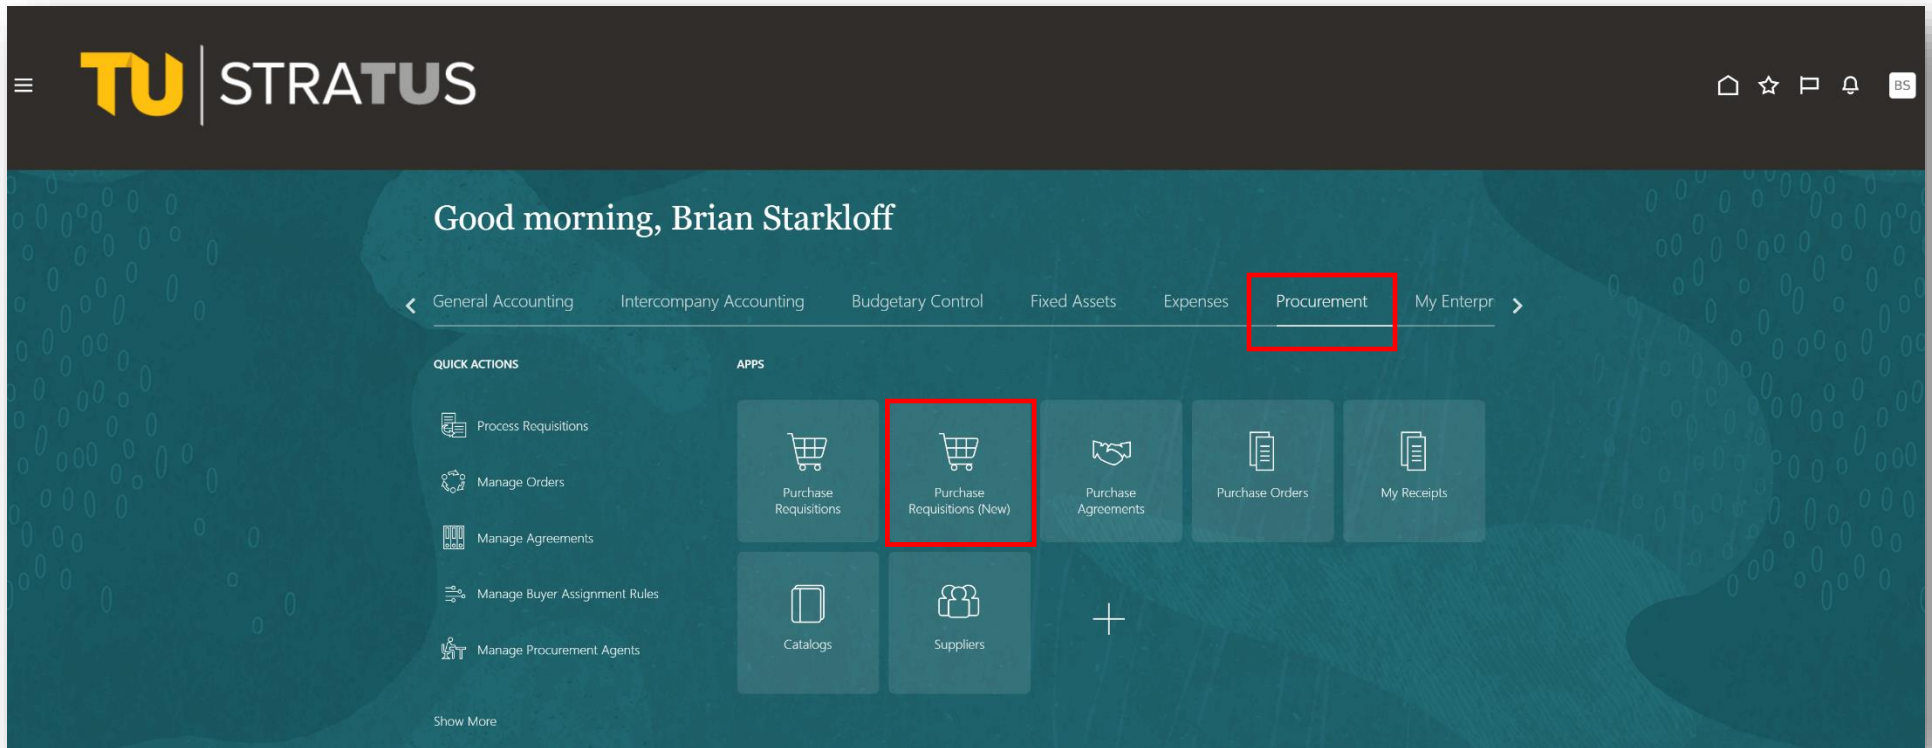 TU STRATUS
BS
Good morning, Brian Starkloff
General Accounting Intercompany Accounting Budgetary Control Fixed Assets Expenses Procurement My Enterpr
QUICK ACTIONS
APPS
Process Requisitions
Manage Orders
Manage Agreements
Manage Buyer Assignment Rules
Manage Procurement Agents
Show More
Purchase
Requisitions
Purchase
Requisitions (New)
Purchase
Agreements
Purchase Orders
My Receipts
Catalogs
Suppliers